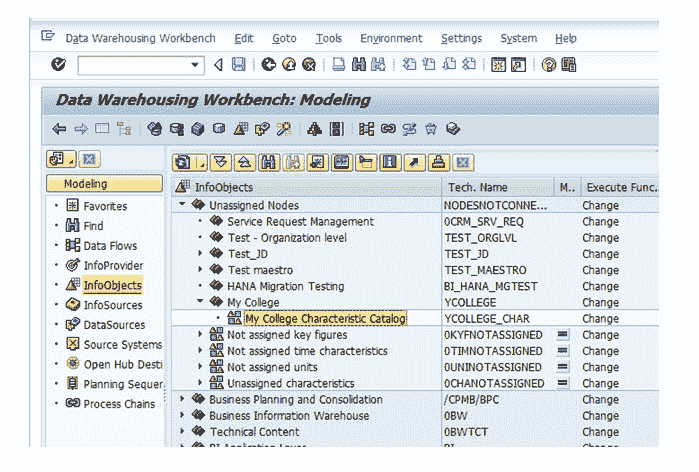 Data Warehousing Workbench Edit Goto Tools Environment Settings System Help
Data Warehousing Workbench: Modeling
Modeling
Favorites
Find
Data Flows
InfoProvider
InfoObjects
InfoSources
DataSources
Source Systems
Open Hub Desti
Planning Sequer
Process Chains
InfoObjects Tech. Name M.. Execute Func..
Unassigned Nodes NODESNOTCONNE... Change
Service Request Management 0CRM_SRV_REQ Change
Test - Organization level TEST_ORGLVL Change
Test_JD TEST_JD Change
Test maestro TEST_MAESTRO Change
HANA Migration Testing BI_HANA_MGTEST Change
My College YCOLLEGE Change
My College Characteristic Catalog YCOLLEGE_CHAR Change
Not assigned key figures 0KYFNOTASSIGNED = Change
Not assigned time characteristics 0TIMNOTASSIGNED = Change
Not assigned units 0UNINOTASSIGNED = Change
Unassigned characteristics 0CHANOTASSIGNED = Change
Business Planning and Consolidation /CPMB/BPC Change
Business Information Warehouse 0BW Change
Technical Content 0BWTCT Change